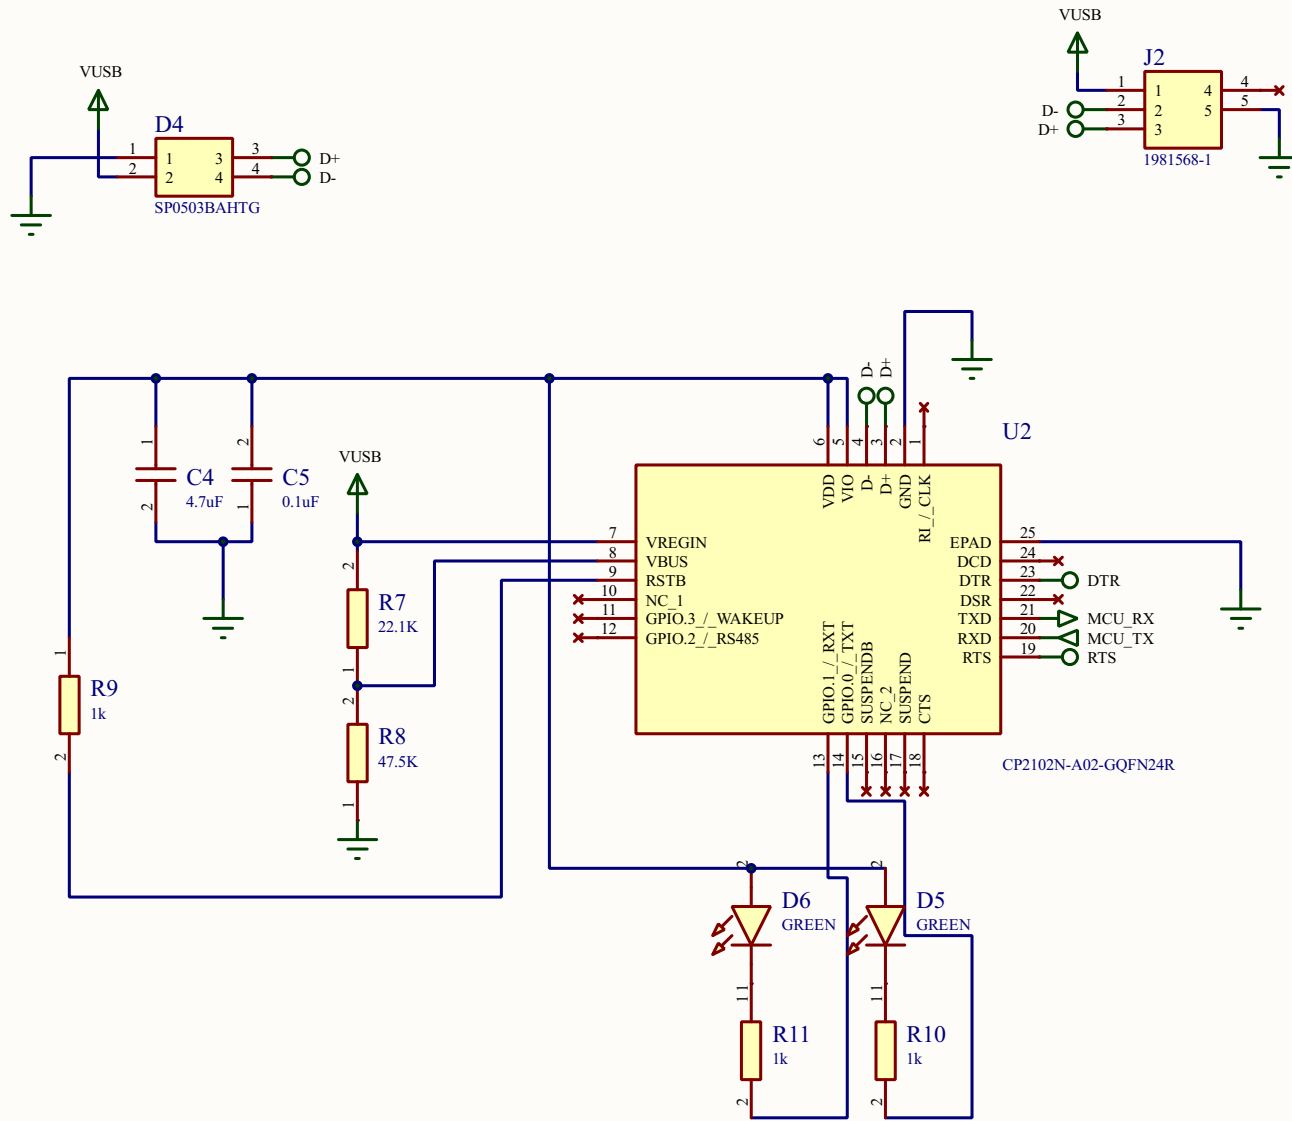 VUSB
D4
1 1 3 3 D+
2 2 4 4 D-
SP0503BAHTG
VUSB
J2
1 1 4 4
D- 2 2 5 5
D+ 3 3
1981568-1
1
C4
4.7uF
2
2
C5
0.1uF
1
VUSB
2
R7
22.1K
1
2
R8
47.5K
1
1
R9
1k
2
U2
D- D+
6 5 4 3 2 1
VDD
VIO
D-
D+
GND
RI_/_CLK
7 VREGIN
8 VBUS
9 RSTB
10 NC_1
11 GPIO.3_/_WAKEUP
12 GPIO.2_/_RS485
EPAD 25
DCD 24
DTR 23 DTR
DSR 22
TXD 21 MCU_RX
RXD 20 MCU_TX
RTS 19 RTS
GPIO.1_/_RXT
GPIO.0_/_TXT
SUSPENDB
NC_2
SUSPEND
CTS
13 14 15 16 17 18
CP2102N-A02-GQFN24R
2
D6
GREEN
1 1
R11
1k
2
2
D5
GREEN
1 1
R10
1k
2